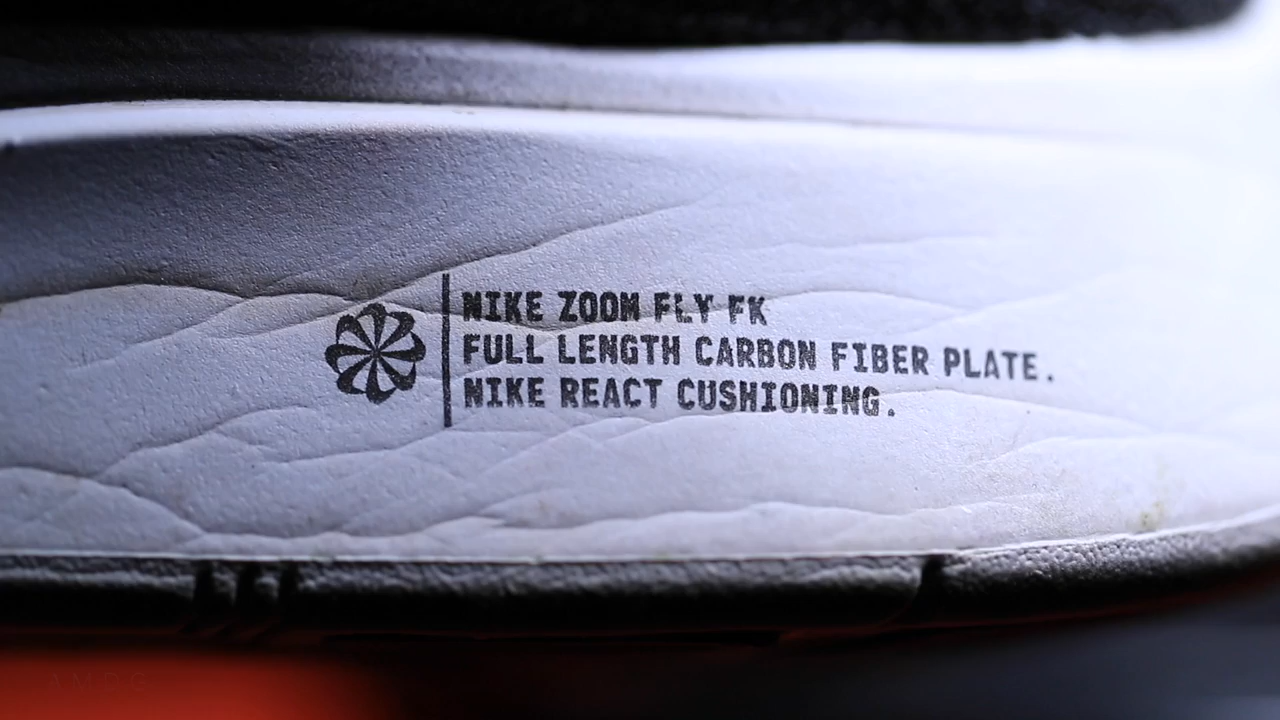 NIKE ZOOM FLY FK
FULL LENGTH CARBON FIBER PLATE.
NIKE REACT CUSHIONING.